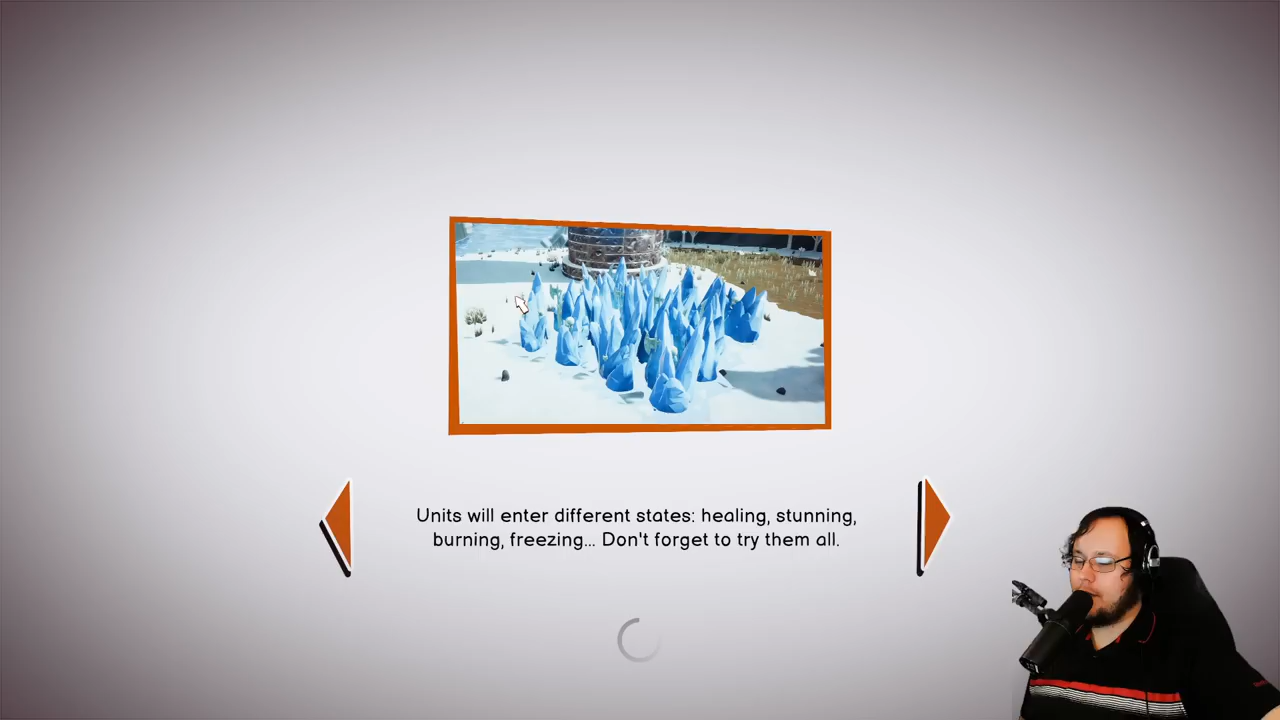 Units will enter different states: healing, stunning,
burning, freezing... Don't forget to try them all.